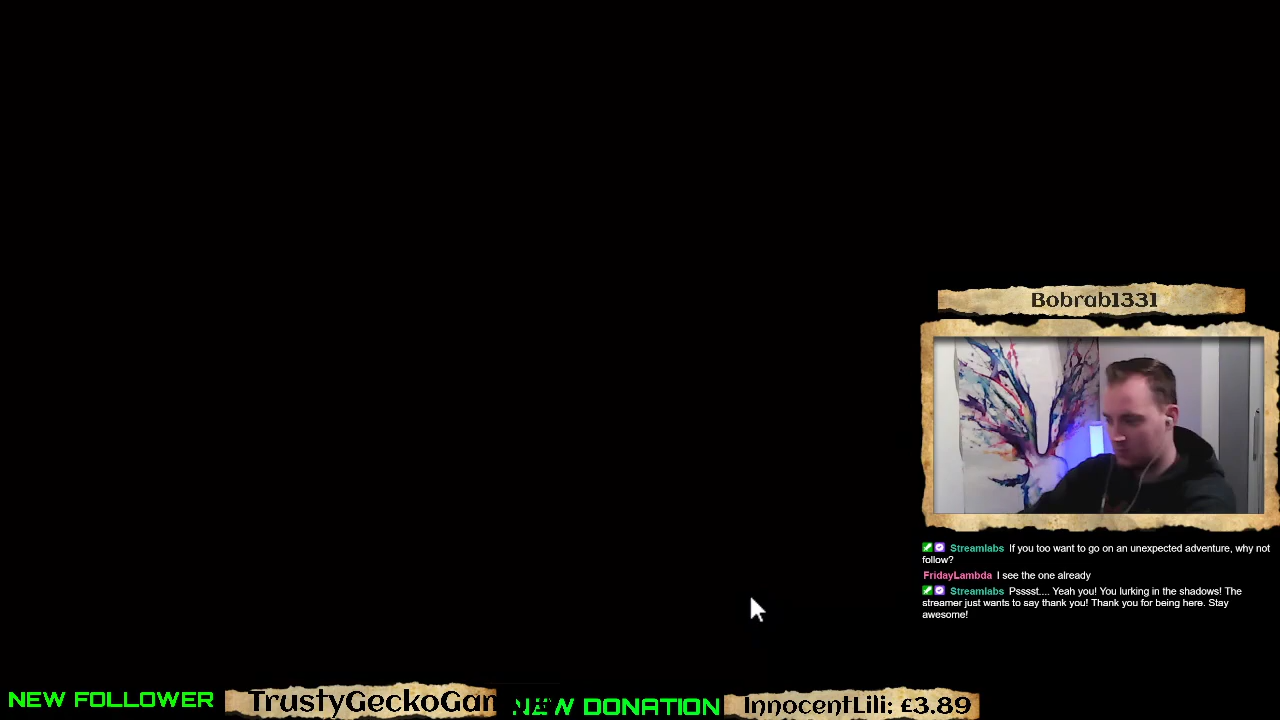 Bobrab1331
Streamlabs If you too want to go on an unexpected adventure, why not
follow?
FridayLambda I see the one already
Streamlabs Psssst.... Yeah you! You lurking in the shadows! The
streamer just wants to say thank you! Thank you for being here. Stay
awesome!
NEW FOLLOWER TrustyGeckoGam NEW DONATION InnocentLili: £3.89